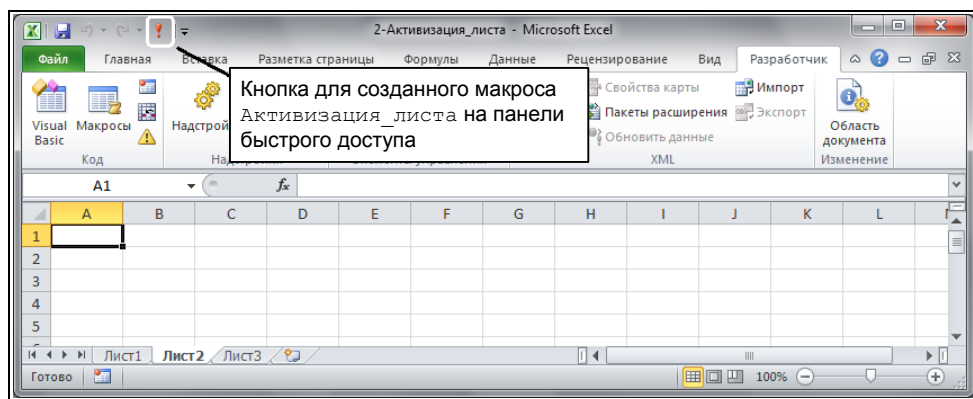 2-Активизация_листа - Microsoft Excel
Файл Главная Вставка Разметка страницы Формулы Данные Рецензирование Вид Разработчик
Кнопка для созданного макроса
Активизация_листа на панели
быстрого доступа
Visual Basic
Макросы
Код
Свойства карты
Пакеты расширения
Обновить данные
Импорт
Экспорт
XML
Область
документа
Изменение
A1 fx
A B C D E F G H I J K L
1
2
3
4
5
Лист1 Лист2 Лист3
Готово 100%